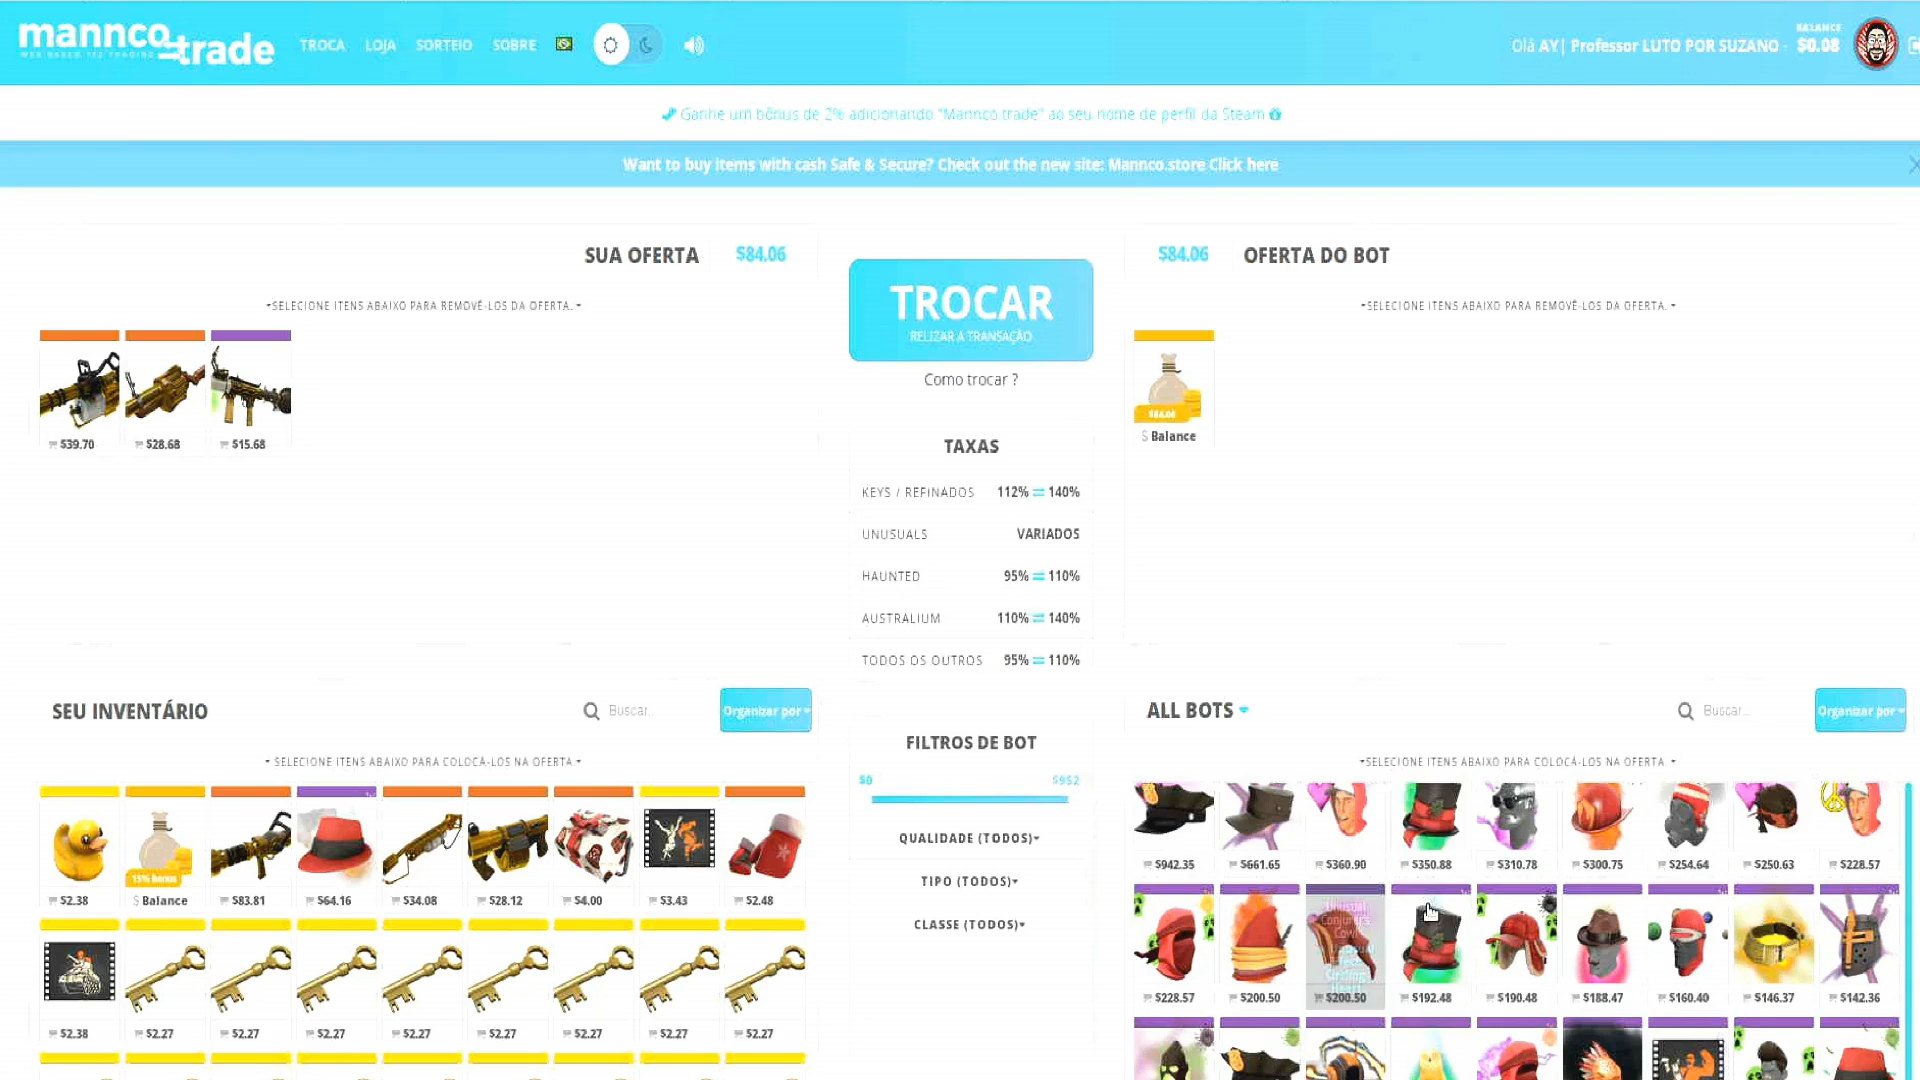 mannco_trade
TROCA LOJA SORTEIO SOBRE
Olá AY| Professor LUTO POR SUZANO - BALANCE $0.08
Ganhe um bônus de 2% adicionando "Mannco.trade" ao seu nome de perfil da Steam
Want to buy items with cash Safe & Secure? Check out the new site: Mannco.store Click here
SUA OFERTA $84.06
SELECIONE ITENS ABAIXO PARA REMOVÊ-LOS DA OFERTA.
$39.70 $28.68 $15.68
TROCAR
RELIZAR A TRANSAÇÃO
Como trocar ?
TAXAS
KEYS / REFINADOS 112% = 140%
UNUSUALS VARIADOS
HAUNTED 95% = 110%
AUSTRALIUM 110% = 140%
TODOS OS OUTROS 95% = 110%
$84.06 OFERTA DO BOT
SELECIONE ITENS ABAIXO PARA REMOVÊ-LOS DA OFERTA.
$ Balance
SEU INVENTÁRIO
Buscar...
Organizar por
SELECIONE ITENS ABAIXO PARA COLOCÁ-LOS NA OFERTA
15% bonus
$2.38 $ Balance $83.81 $64.16 $34.08 $28.12 $4.00 $3.43 $2.48
$2.38 $2.27 $2.27 $2.27 $2.27 $2.27 $2.27 $2.27 $2.27
FILTROS DE BOT
$0 $952
QUALIDADE (TODOS)
TIPO (TODOS)
CLASSE (TODOS)
ALL BOTS
Buscar...
Organizar por
SELECIONE ITENS ABAIXO PARA COLOCÁ-LOS NA OFERTA.
$942.35 $661.65 $360.90 $350.88 $310.78 $300.75 $254.64 $250.63 $228.57
Unusual
Conjurer's
Cowl
Circling
Heart
$228.57 $200.50 $200.50 $192.48 $190.48 $188.47 $160.40 $146.37 $142.36